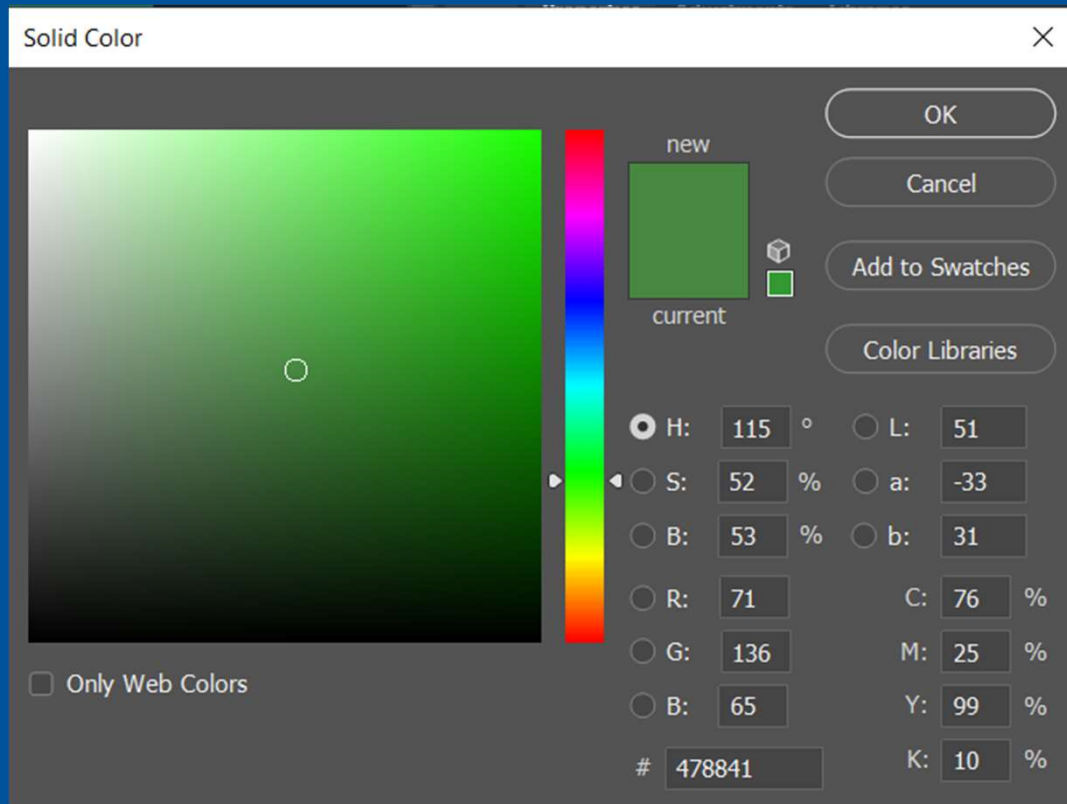 Solid Color
new
current
OK
Cancel
Add to Swatches
Color Libraries
H: 115 °
S: 52 %
B: 53 %
R: 71
G: 136
B: 65
# 478841
L: 51
a: -33
b: 31
C: 76 %
M: 25 %
Y: 99 %
K: 10 %
Only Web Colors